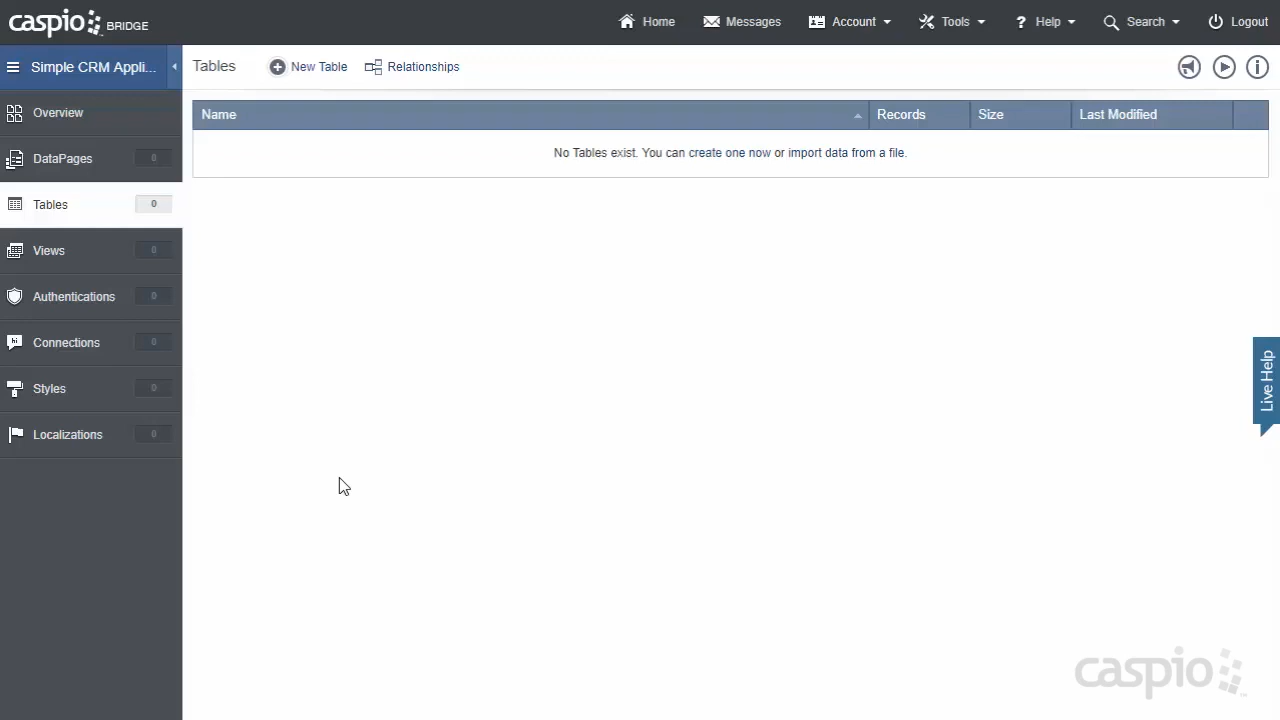 caspio BRIDGE
Home
Messages
Account
Tools
Help
Search
Logout
Simple CRM Appli...
Tables
New Table
Relationships
Overview
DataPages 0
Tables 0
Views 0
Authentications 0
Connections 0
Styles 0
Localizations 0
Name
Records
Size
Last Modified
No Tables exist. You can create one now or import data from a file.
Live Help
caspio